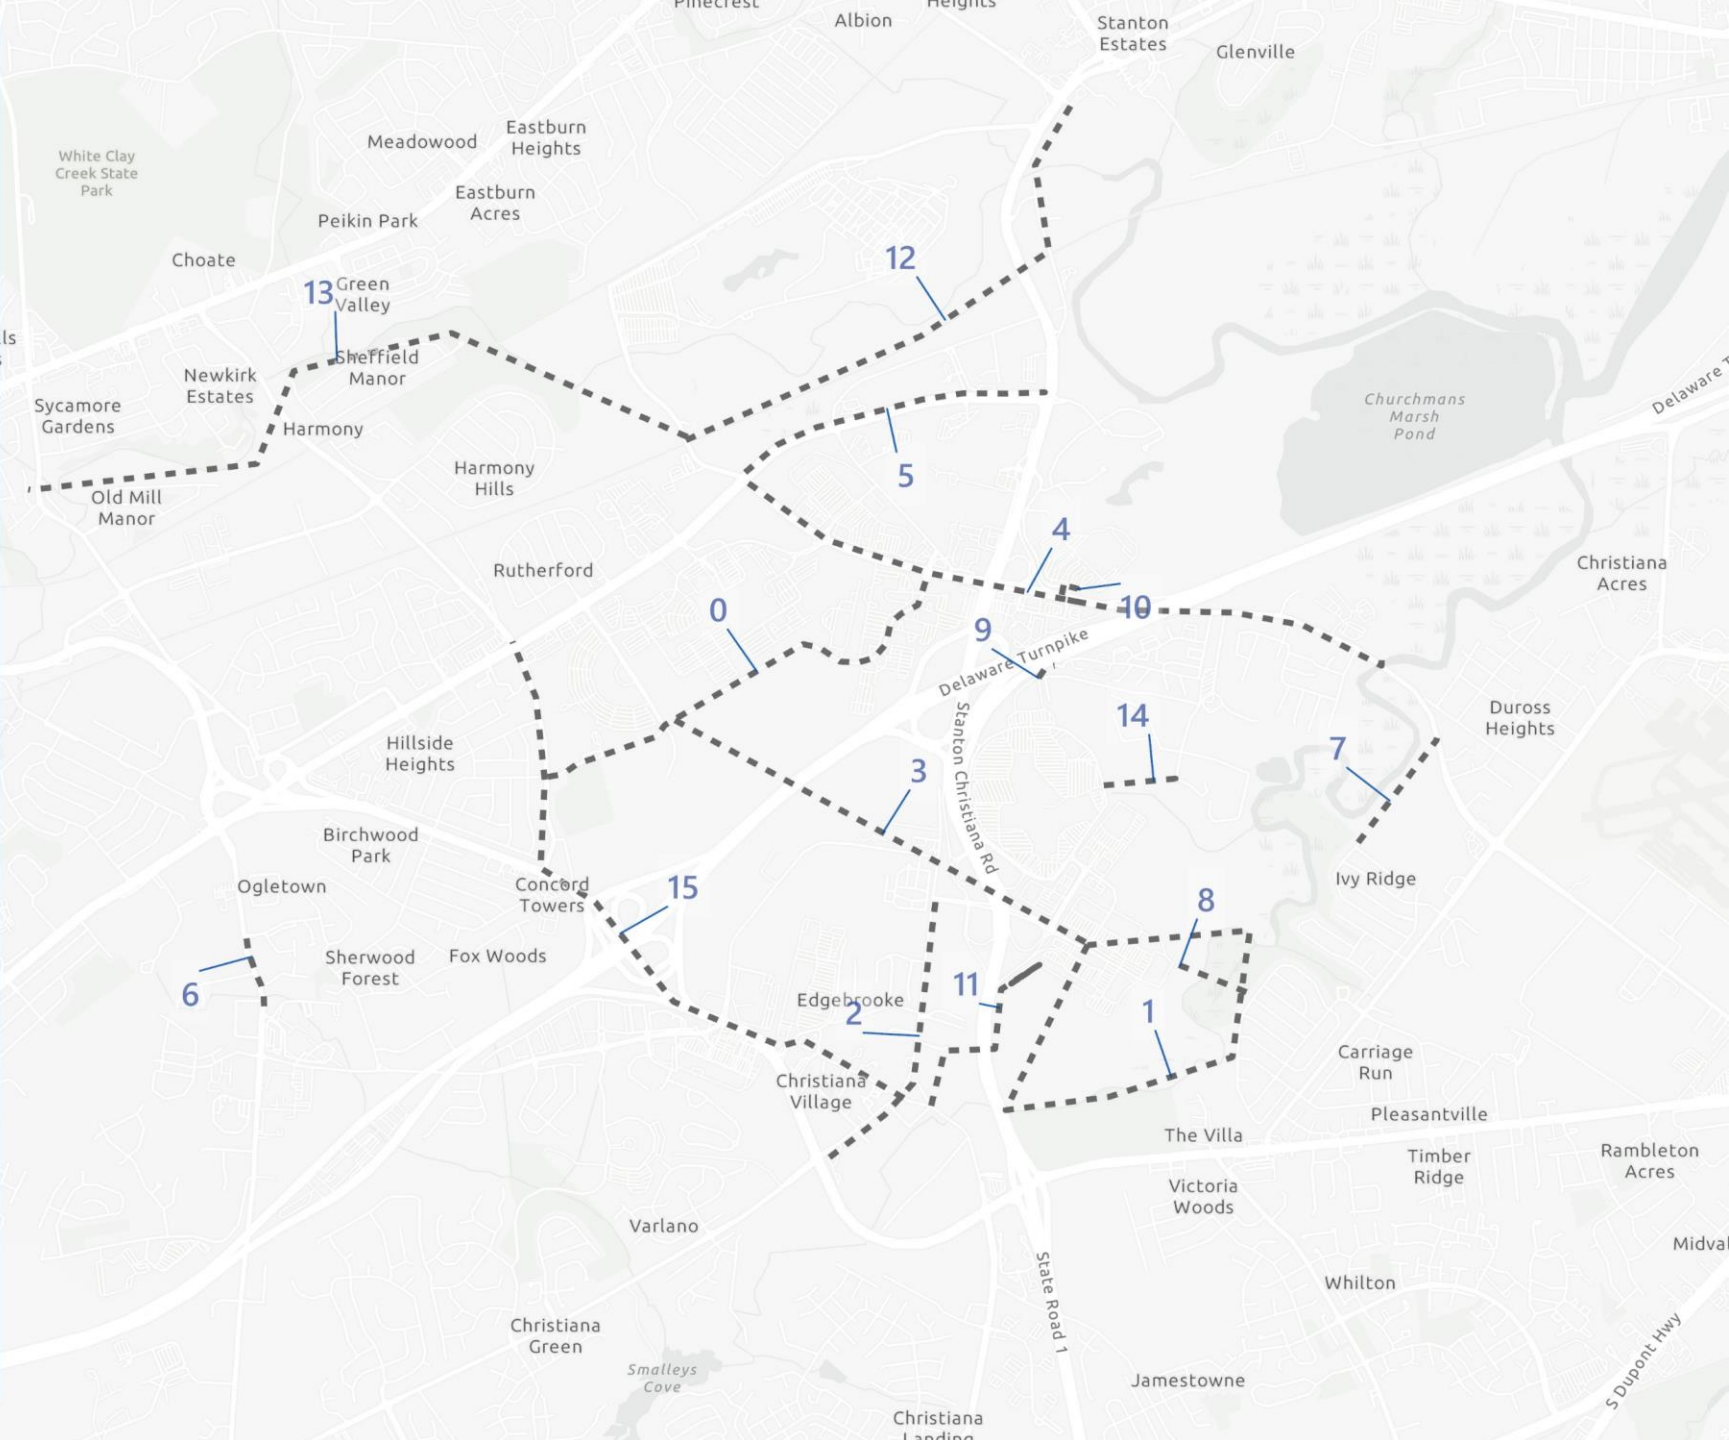 Pinecrest
Albion
Heights
Stanton
Estates
Glenville
White Clay
Creek State
Park
Meadowood
Eastburn
Heights
Eastburn
Acres
Peikin Park
Choate
12
13
Green
Valley
lls
s
Sheffield
Manor
Newkirk
Estates
Sycamore
Gardens
Harmony
Churchmans
Marsh
Pond
Delaware T
Harmony
Hills
5
Old Mill
Manor
4
Rutherford
Christiana
Acres
0
10
9
Delaware Turnpike
14
Stanton Christiana Rd
Duross
Heights
7
Hillside
Heights
3
Birchwood
Park
Ogletown
Concord
Towers
15
Ivy Ridge
8
Sherwood
Forest
Fox Woods
6
11
Edgebrooke
2
1
Carriage
Run
Christiana
Village
Pleasantville
The Villa
Timber
Ridge
Rambleton
Acres
Victoria
Woods
Varlano
Midval
State Road 1
Whilton
Christiana
Green
S Dupont Hwy
Smalleys
Cove
Jamestowne
Christiana
Landing